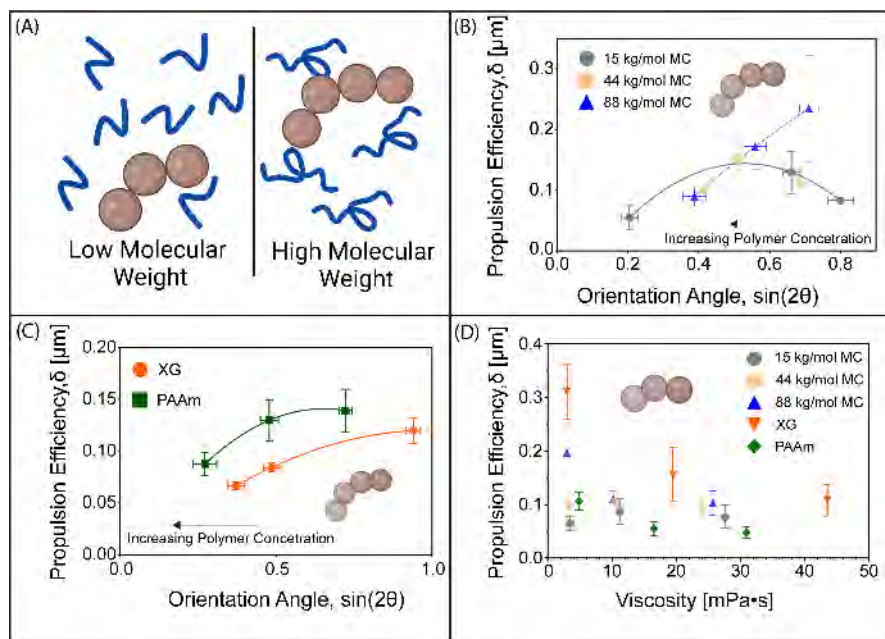 (A)
Low Molecular
Weight
High Molecular
Weight
(B)
Propulsion Efficiency,δ [µm]
0.3
0.2
0.1
0.0
15 kg/mol MC
44 kg/mol MC
88 kg/mol MC
Increasing Polymer Concetration
0.0 0.2 0.4 0.6 0.8
Orientation Angle, sin(2θ)
(C)
Propulsion Efficiency,δ [µm]
0.20
0.15
0.10
0.05
0.00
XG
PAAm
Increasing Polymer Concetration
0.0 0.5 1.0
Orientation Angle, sin(2θ)
(D)
Propulsion Efficiency,δ [µm]
0.4
0.3
0.2
0.1
0.0
15 kg/mol MC
44 kg/mol MC
88 kg/mol MC
XG
PAAm
0 10 20 30 40 50
Viscosity [mPa•s]